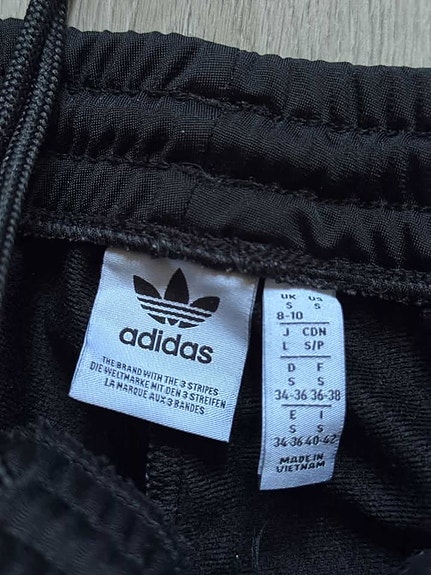 adidas
THE BRAND WITH THE 3 STRIPES
DIE WELTMARKE MIT DEN 3 STREIFEN
LA MARQUE AUX 3 BANDES
UK US
S S
8-10
J CDN
L S/P
D F
S S
34-36 36-38
E I
S S
34-36 40-42
MADE IN
VIETNAM